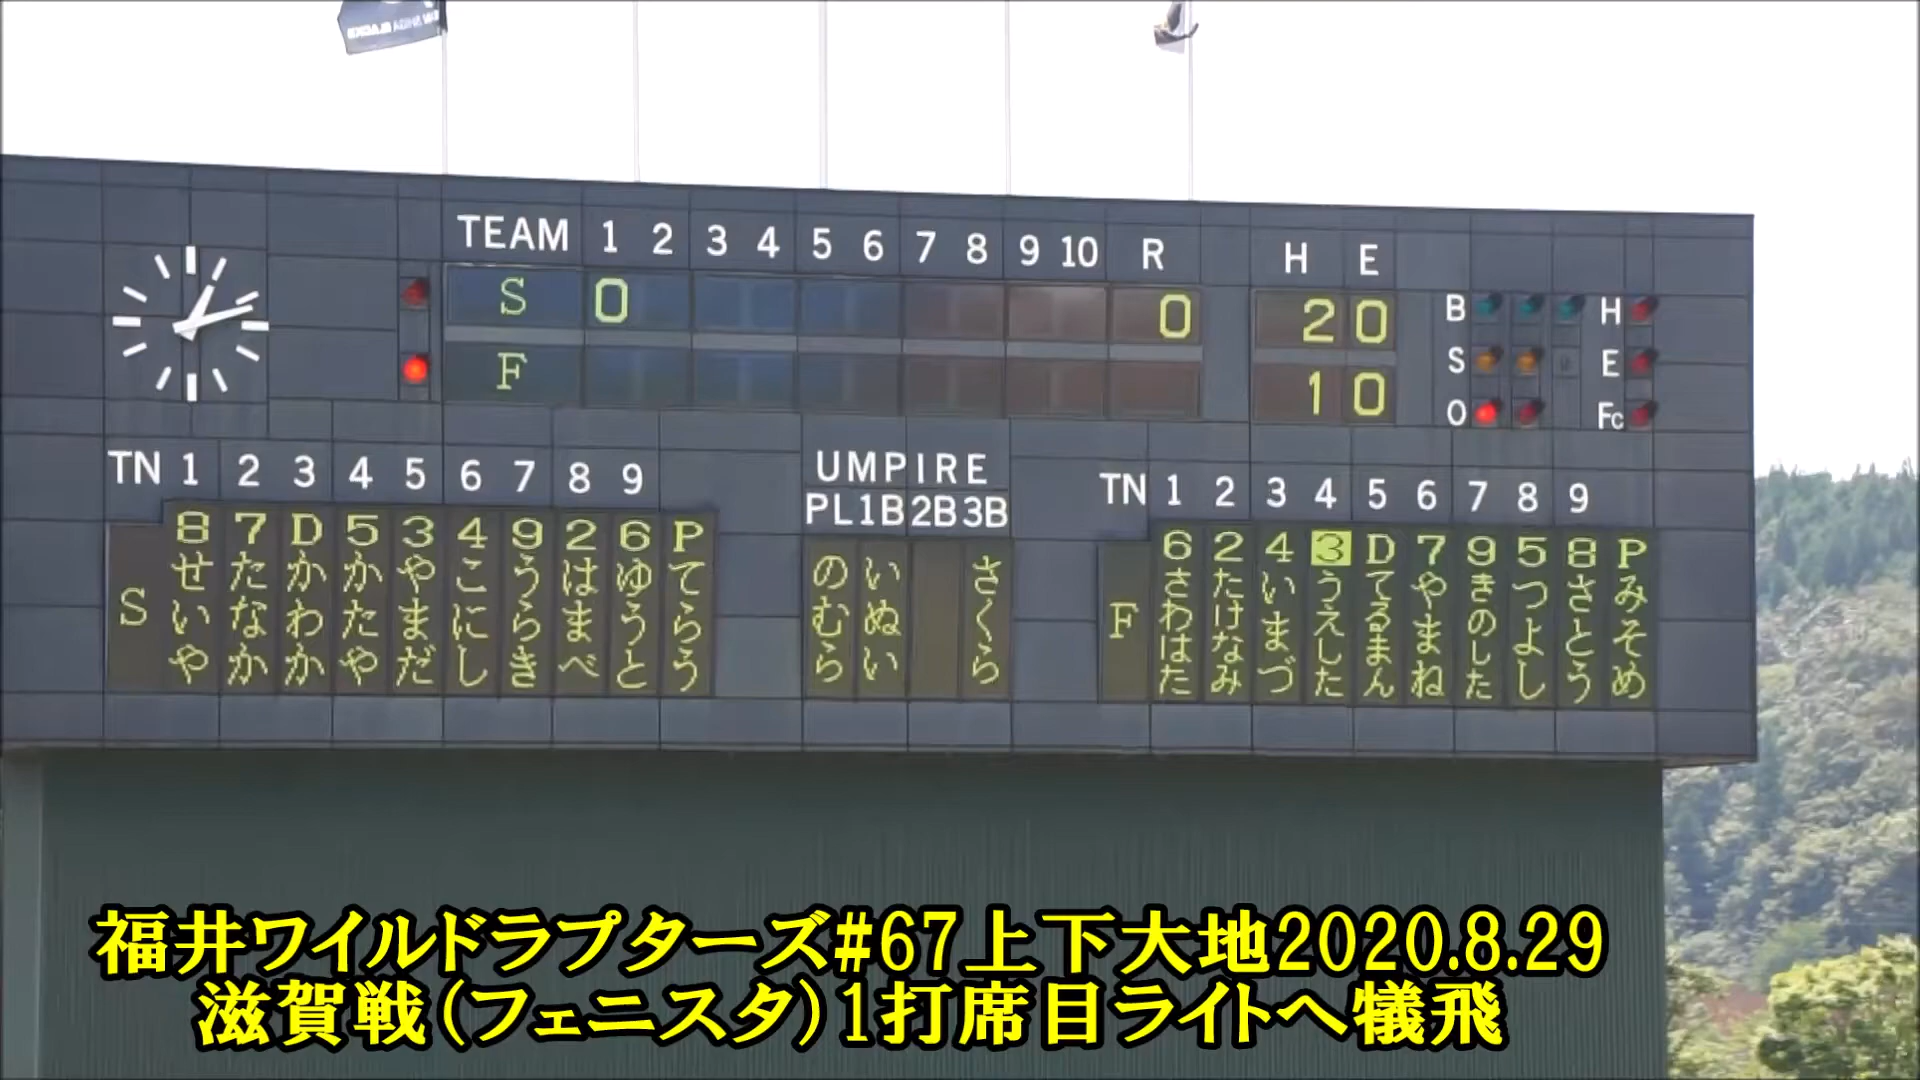 TEAM 1 2 3 4 5 6 7 8 9 10 R H E
S 0 0 2 0
F 1 0
B H
S E
O Fc
TN 1 2 3 4 5 6 7 8 9
UMPIRE
PL 1B 2B 3B
TN 1 2 3 4 5 6 7 8 9
S
8せいや
7たなか
Dかわか
5かたや
3やまだ
4こにし
9うらき
2はまべ
6ゆうと
Pてらう
のむら
いぬい
さくら
F
6さわはた
2たけなみ
4いまづ
3うえした
Dてるまん
7やまね
9きのした
5つよし
8さとう
Pみそめ
福井ワイルドラプターズ#67上下大地2020.8.29
滋賀戦(フェニスタ)1打席目ライトへ犠飛